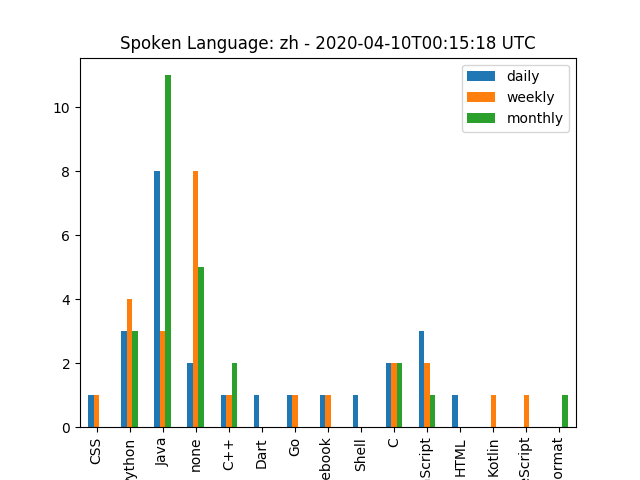 Spoken Language: zh - 2020-04-10T00:15:18 UTC
daily
weekly
monthly
10
8
6
4
2
0
CSS
ython
Java
none
C++
Dart
Go
ebook
Shell
C
Script
HTML
Kotlin
eScript
ormat